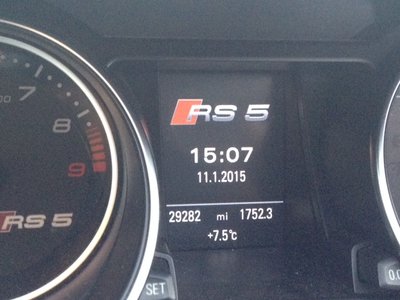 RS 5
15:07
11.1.2015
29282 mi 1752.3
+7.5°C
7
8
9
RS 5
SET
0.0